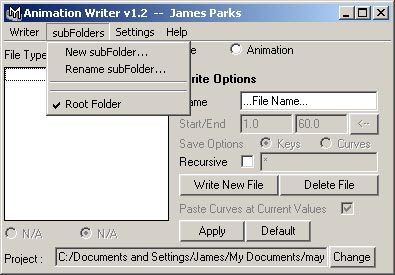 Animation Writer v1.2 -- James Parks
Writer subFolders Settings Help
File Type
Animation
New subFolder...
Rename subFolder...
Root Folder
rite Options
ame ...File Name...
Start/End 1.0 60.0 <--
Save Options Keys Curves
Recursive *
Write New File Delete File
Paste Curves at Current Values
N/A N/A Apply Default
Project : C:/Documents and Settings/James/My Documents/may Change